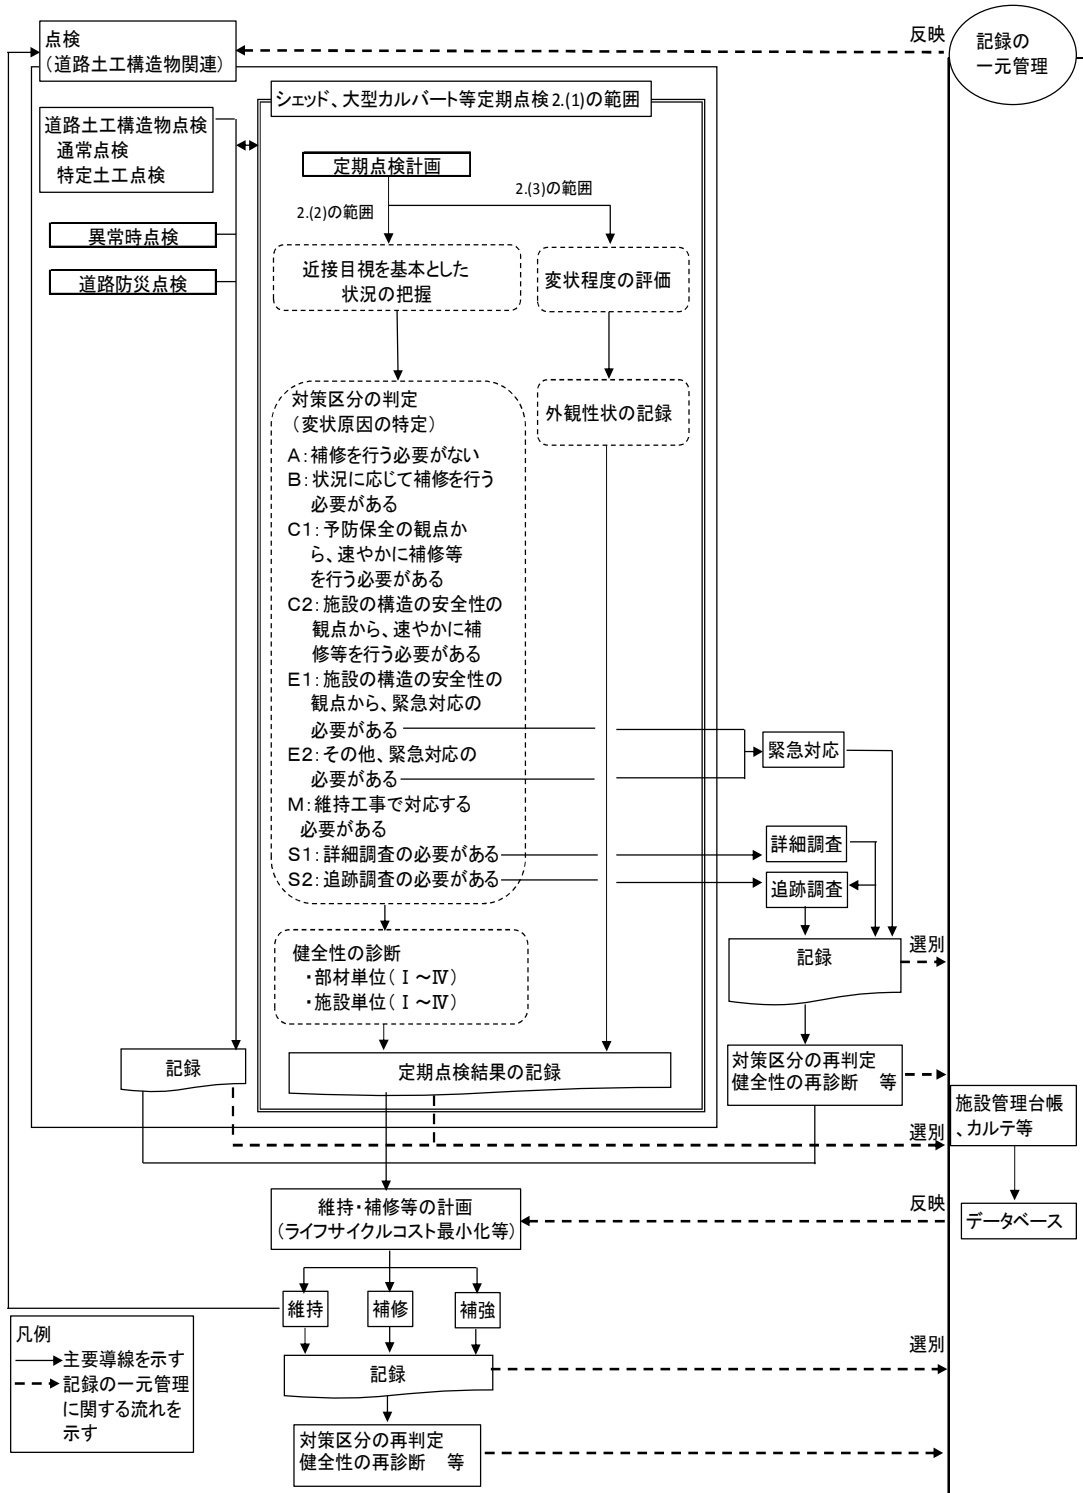 点検
(道路土工構造物関連)
反映
記録の
一元管理
シェッド、大型カルバート等定期点検2.(1)の範囲
道路土工構造物点検
通常点検
特定土工点検
定期点検計画
2.(3)の範囲
2.(2)の範囲
異常時点検
道路防災点検
近接目視を基本とした
状況の把握
変状程度の評価
対策区分の判定
(変状原因の特定)
外観性状の記録
A:補修を行う必要がない
B:状況に応じて補修を行う
必要がある
C1:予防保全の観点か
ら、速やかに補修等
を行う必要がある
C2:施設の構造の安全性の
観点から、速やかに補
修等を行う必要がある
E1:施設の構造の安全性の
観点から、緊急対応の
必要がある
E2:その他、緊急対応の
必要がある
M:維持工事で対応する
必要がある
S1:詳細調査の必要がある
S2:追跡調査の必要がある
緊急対応
詳細調査
追跡調査
健全性の診断
・部材単位(Ⅰ~Ⅳ)
・施設単位(Ⅰ~Ⅳ)
記録
選別
記録
定期点検結果の記録
対策区分の再判定
健全性の再診断 等
施設管理台帳
、カルテ等
選別
維持・補修等の計画
(ライフサイクルコスト最小化等)
反映
データベース
維持
補修
補強
凡例
主要導線を示す
記録の一元管理
に関する流れを
示す
記録
選別
対策区分の再判定
健全性の再診断 等